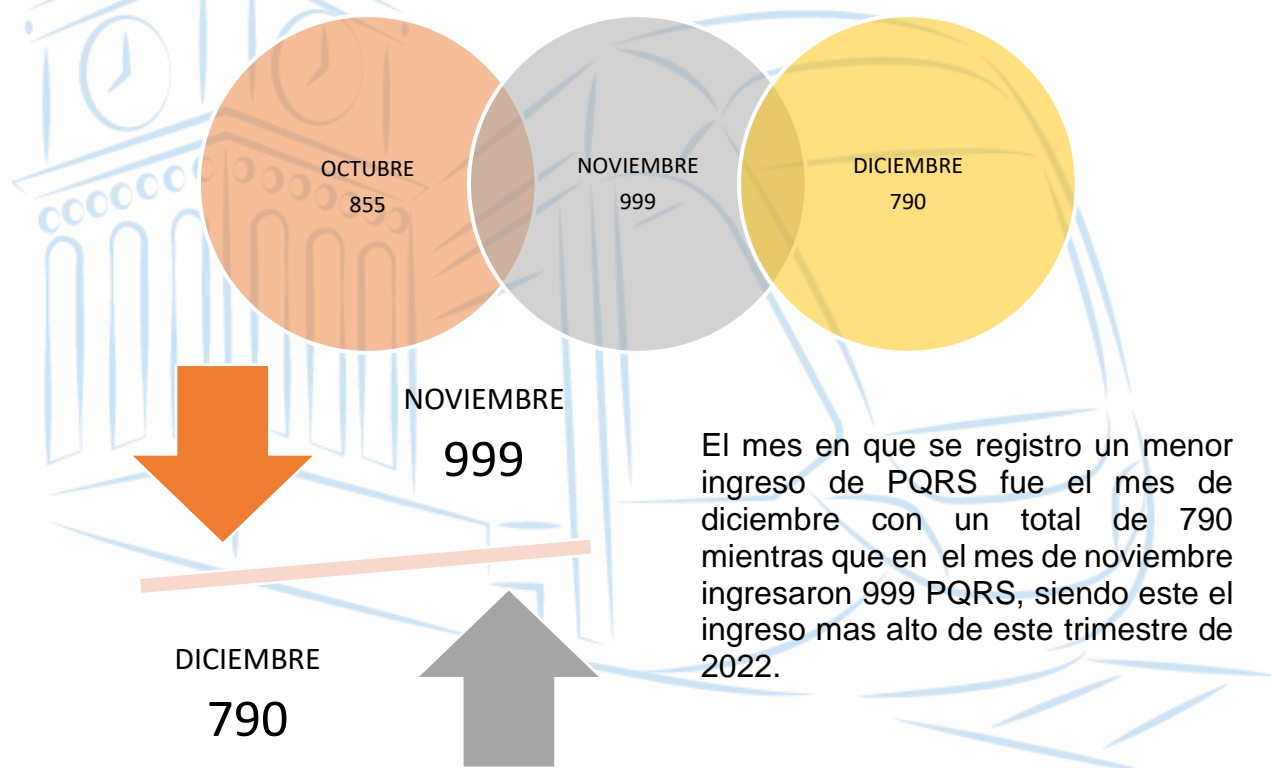 OCTUBRE
855
NOVIEMBRE
999
DICIEMBRE
790
NOVIEMBRE
999
DICIEMBRE
790
El mes en que se registro un menor
ingreso de PQRS fue el mes de
diciembre con un total de 790
mientras que en el mes de noviembre
ingresaron 999 PQRS, siendo este el
ingreso mas alto de este trimestre de
2022.